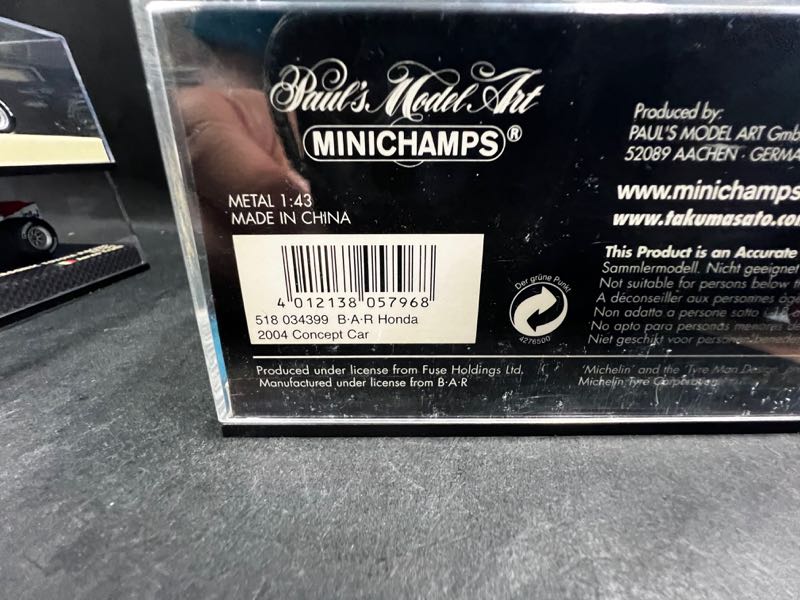 Paul's Model Art
MINICHAMPS®
METAL 1:43
MADE IN CHINA
4 012138 057968
518 034399 B·A·R Honda
2004 Concept Car
Der grüne Punkt
4276500
Produced under license from Fuse Holdings Ltd.
Manufactured under license from B·A·R
Produced by:
PAUL'S MODEL ART Gmb
52089 AACHEN · GERMA
www.minichamps
www.takumasato.co
This Product is an Accurate
Sammlermodell. Nicht geeignet
Not suitable for persons below th
A déconseiller aux personnes âg
Non adatto a persone sotto
No apto para personas menores de
Niet geschikt voor personen
'Michelin' and the 'Tyre Man Design
Michelin Tyre Corporation